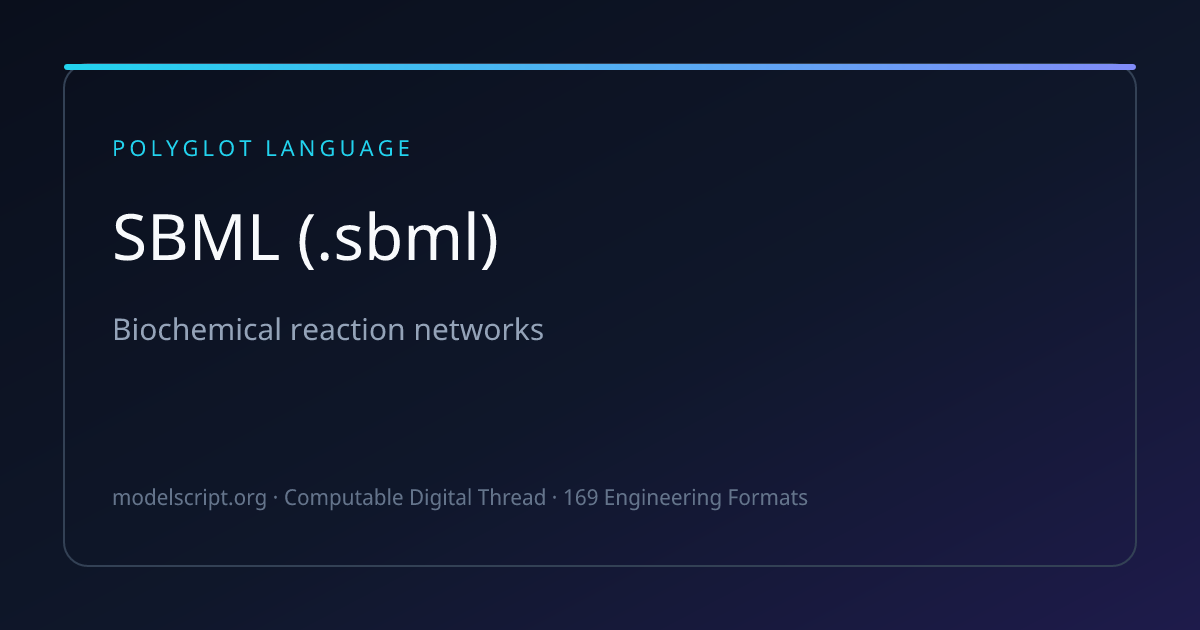 POLYGLOT LANGUAGE
SBML (.sbml)
Biochemical reaction networks
modelscript.org · Computable Digital Thread · 169 Engineering Formats